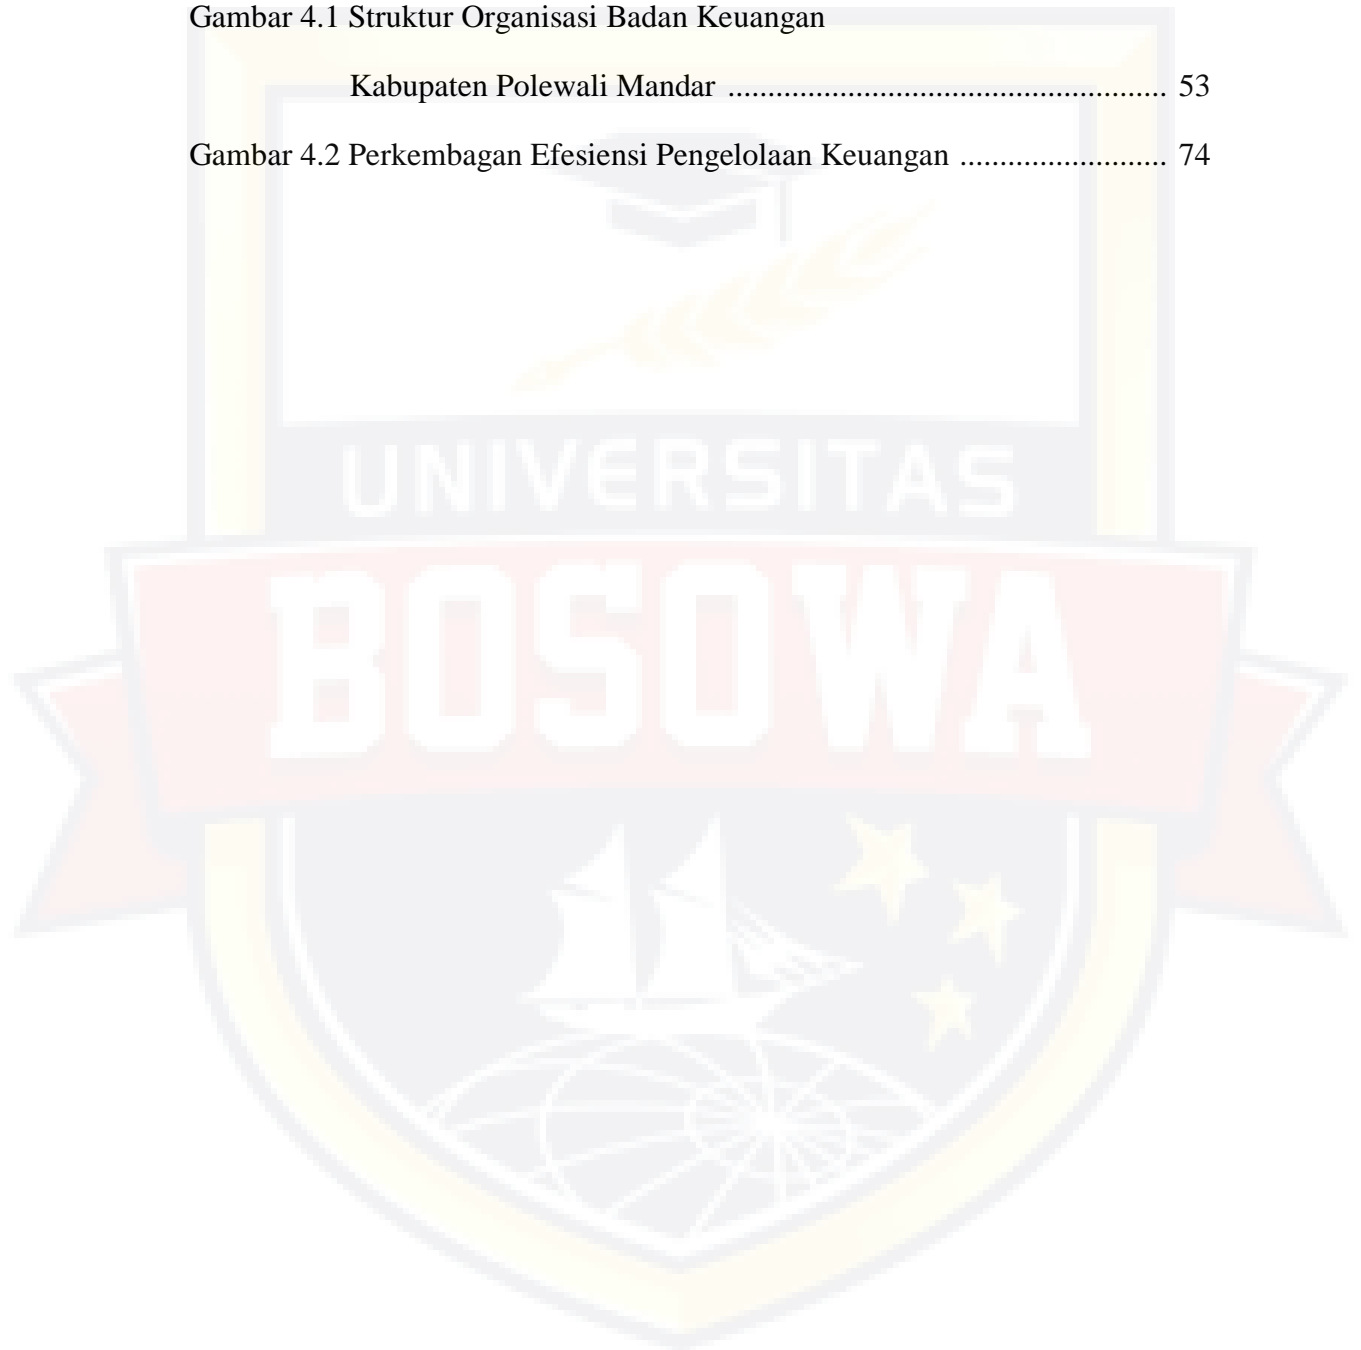 Gambar 4.1 Struktur Organisasi Badan Keuangan
Kabupaten Polewali Mandar ....................................................... 53
Gambar 4.2 Perkembagan Efesiensi Pengelolaan Keuangan .......................... 74
UNIVERSITAS
BOSOWA